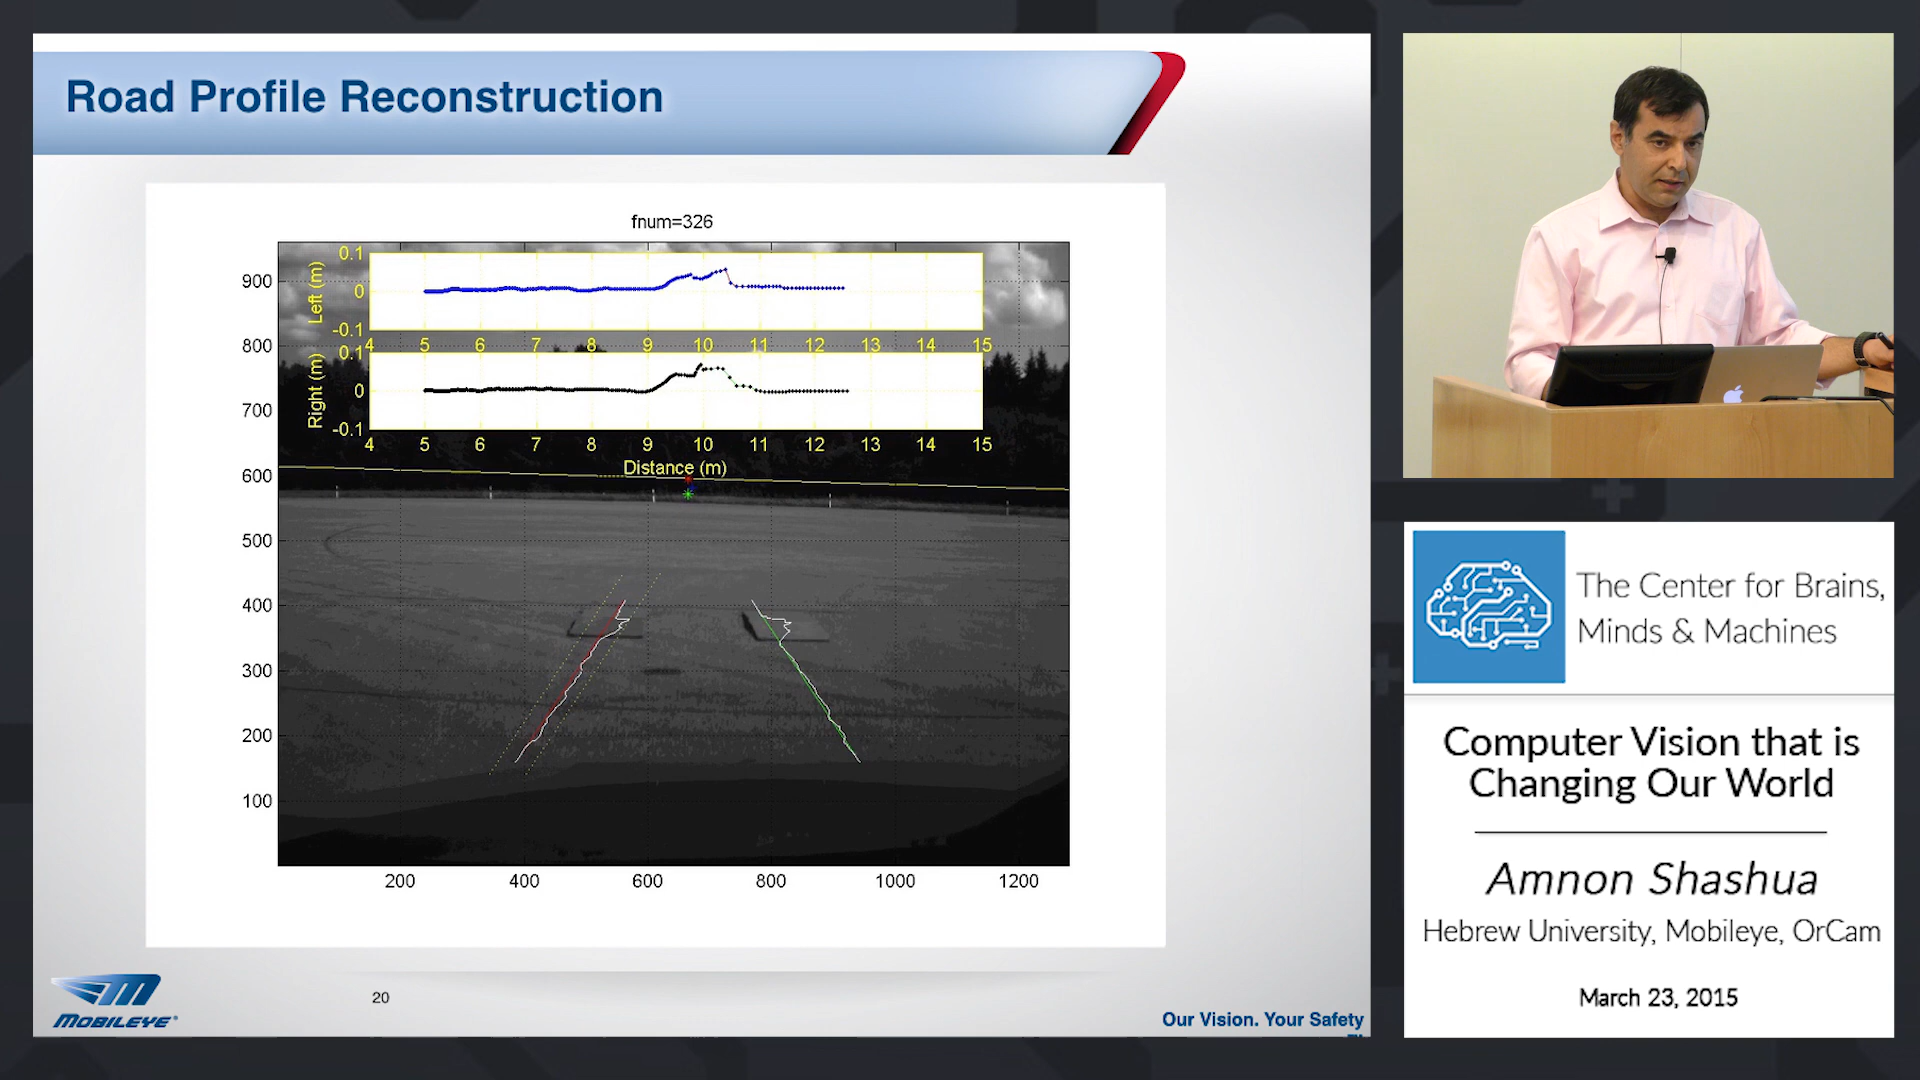 Road Profile Reconstruction
fnum=326
900
800
700
600
500
400
300
200
100
200 400 600 800 1000 1200
Left (m)
0.1
0
-0.1
4 5 6 7 8 9 10 11 12 13 14 15
Right (m)
0.1
0
-0.1
4 5 6 7 8 9 10 11 12 13 14 15
Distance (m)
MOBILEYE
20
Our Vision. Your Safety
The Center for Brains,
Minds & Machines
Computer Vision that is
Changing Our World
Amnon Shashua
Hebrew University, Mobileye, OrCam
March 23, 2015